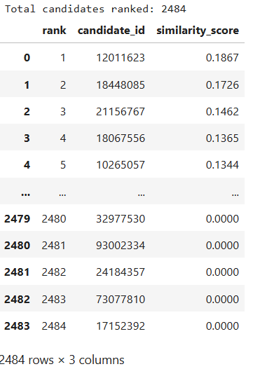 Total candidates ranked: 2484
rank candidate_id similarity_score
0 1 12011623 0.1867
1 2 18448085 0.1726
2 3 21156767 0.1462
3 4 18067556 0.1365
4 5 10265057 0.1344
... ... ... ...
2479 2480 32977530 0.0000
2480 2481 93002334 0.0000
2481 2482 24184357 0.0000
2482 2483 73077810 0.0000
2483 2484 17152392 0.0000
2484 rows × 3 columns